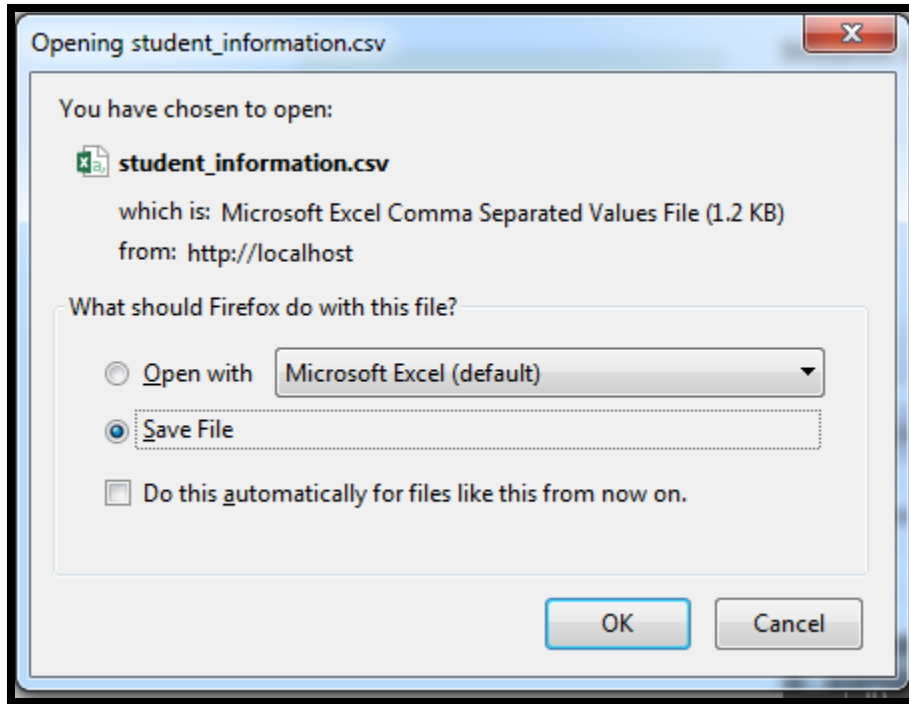 Opening student_information.csv
You have chosen to open:
student_information.csv
which is: Microsoft Excel Comma Separated Values File (1.2 KB)
from: http://localhost
What should Firefox do with this file?
Open with Microsoft Excel (default)
Save File
Do this automatically for files like this from now on.
OK Cancel